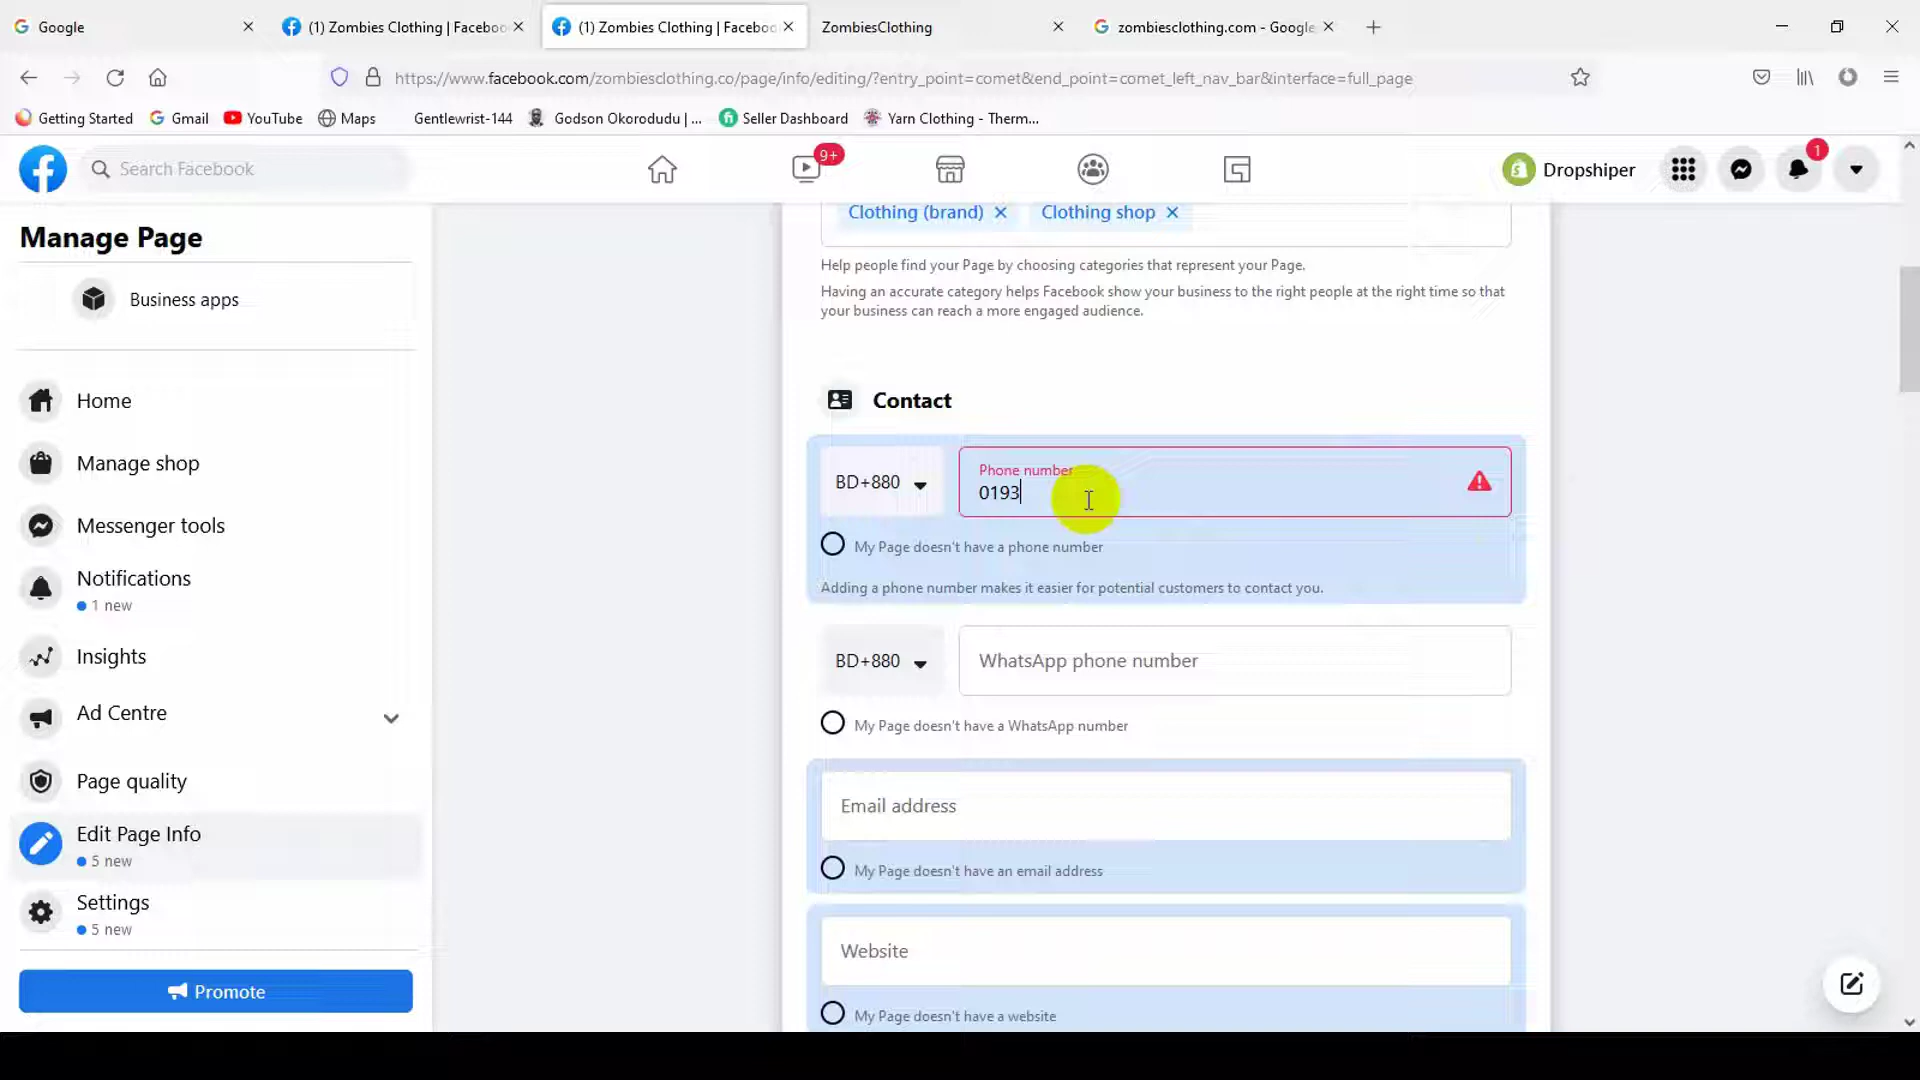 Google
(1) Zombies Clothing | Faceboo
(1) Zombies Clothing | Faceboo
ZombiesClothing
zombiesclothing.com - Google
https://www.facebook.com/zombiesclothing.co/page/info/editing/?entry_point=comet&end_point=comet_left_nav_bar&interface=full_page
Getting Started
Gmail
YouTube
Maps
Gentlewrist-144
Godson Okorodudu | ...
Seller Dashboard
Yarn Clothing - Therm...
Search Facebook
9+
Dropshiper
1
Manage Page
Business apps
Home
Manage shop
Messenger tools
Notifications
1 new
Insights
Ad Centre
Page quality
Edit Page Info
5 new
Settings
5 new
Promote
Clothing (brand)
Clothing shop
Help people find your Page by choosing categories that represent your Page.
Having an accurate category helps Facebook show your business to the right people at the right time so that
your business can reach a more engaged audience.
Contact
BD+880
Phone number
0193
My Page doesn't have a phone number
Adding a phone number makes it easier for potential customers to contact you.
BD+880
WhatsApp phone number
My Page doesn't have a WhatsApp number
Email address
My Page doesn't have an email address
Website
My Page doesn't have a website